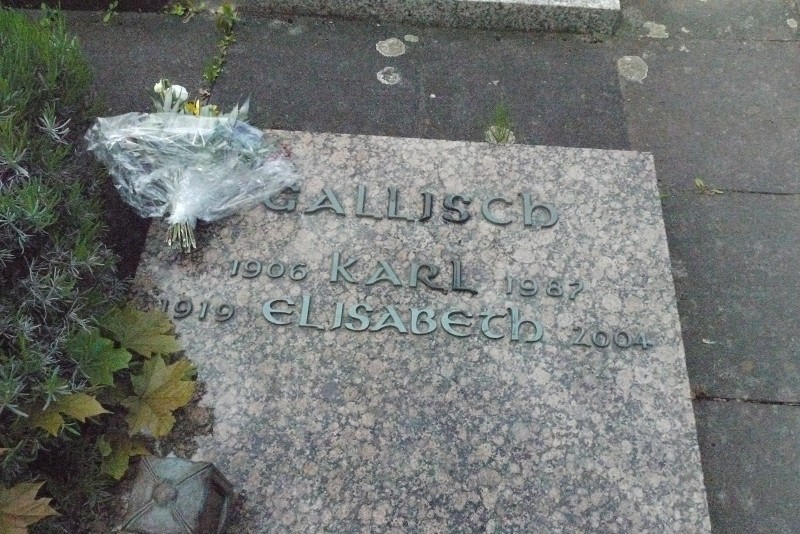 GALLISCH
1906 KARL 1987
1919 ELISABETH 2004